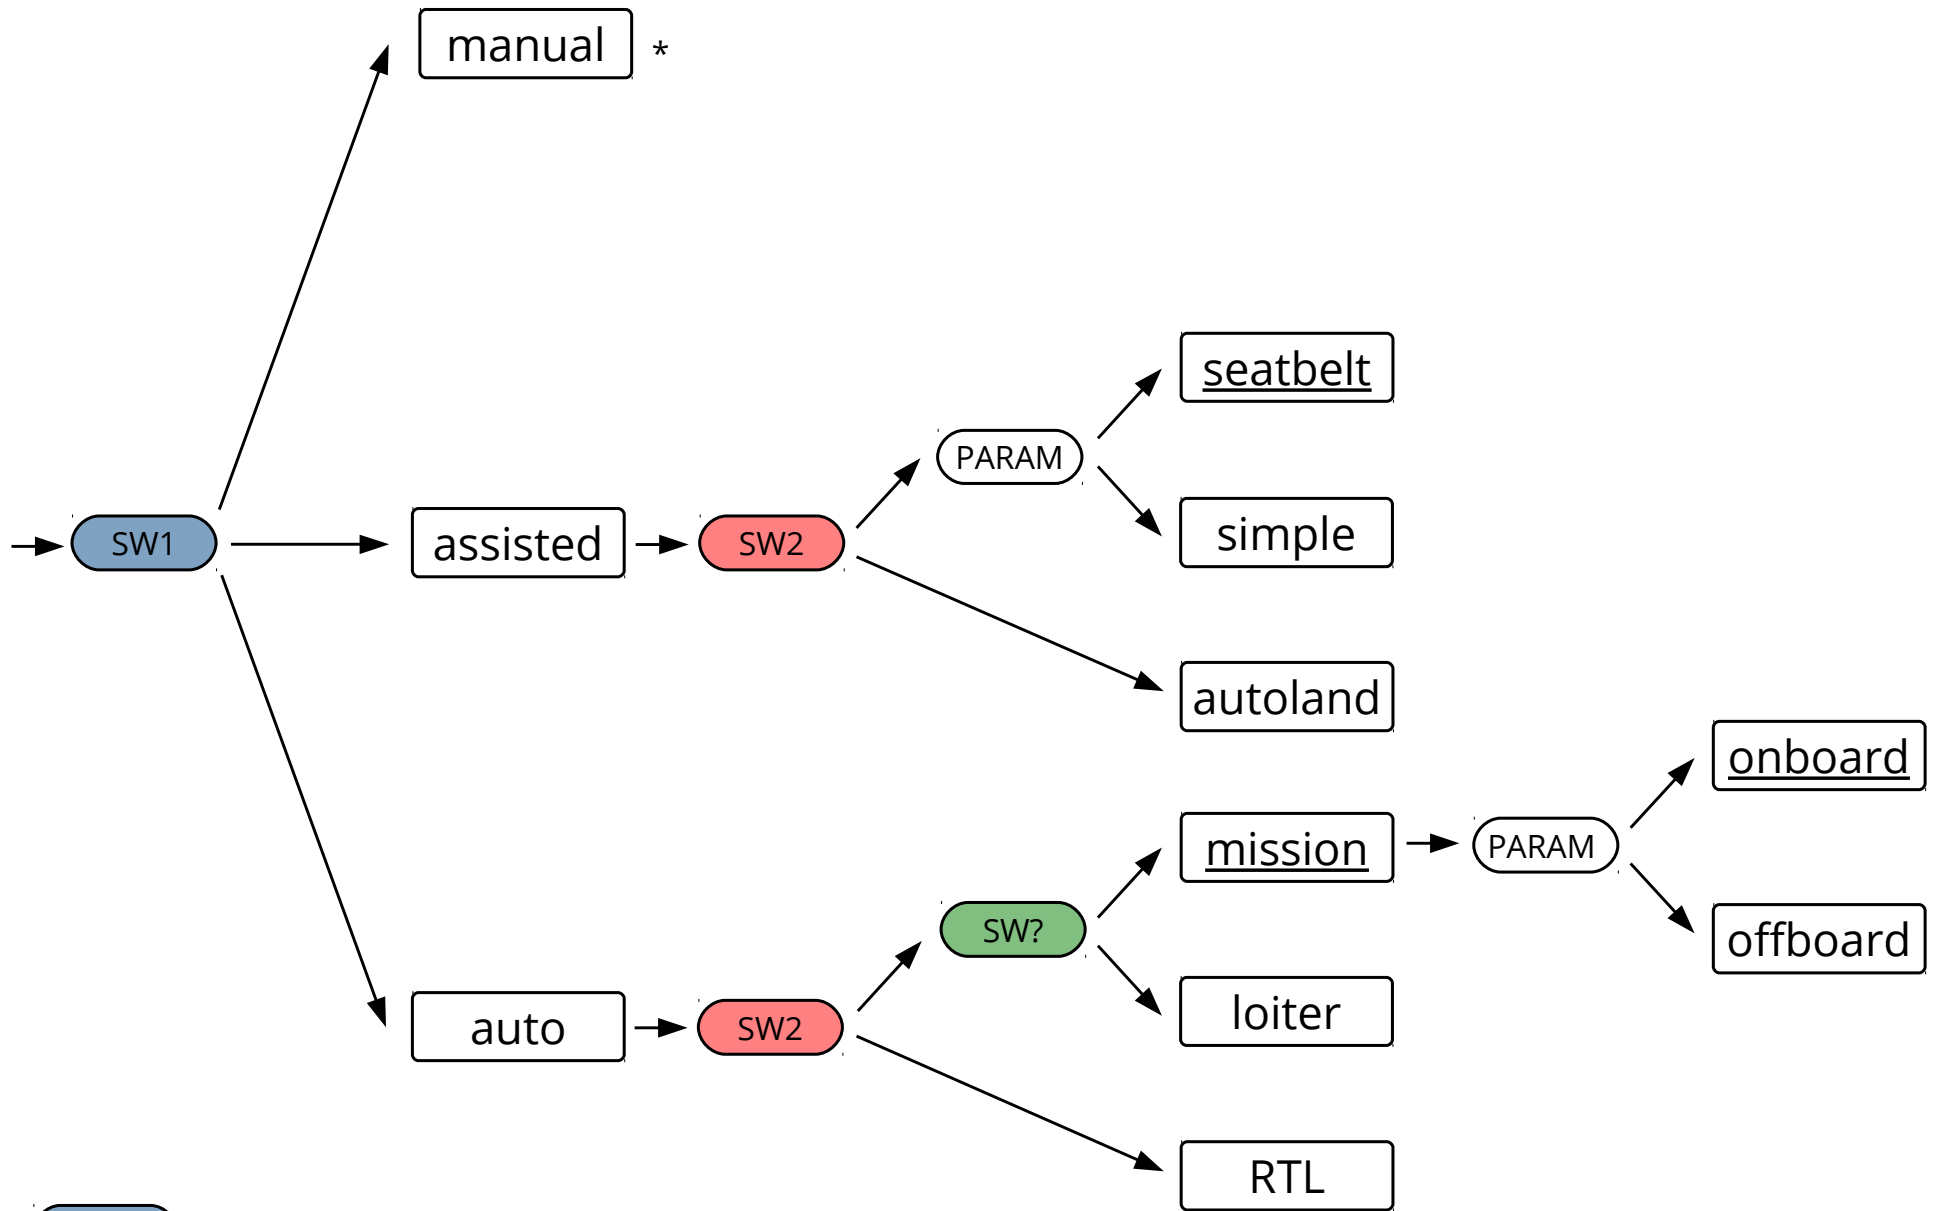 manual *
seatbelt
PARAM
simple
SW1
assisted
SW2
autoland
onboard
mission
PARAM
offboard
SW?
loiter
auto
SW2
RTL